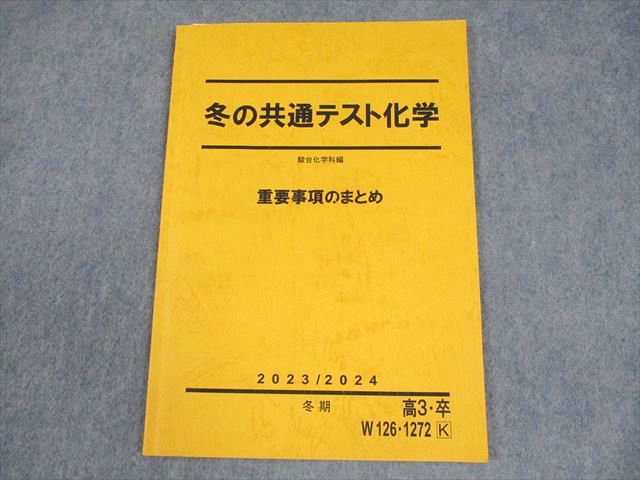 冬の共通テスト化学
駿台化学科編
重要事項のまとめ
2023/2024
冬期
高3・卒
W126・1272 K